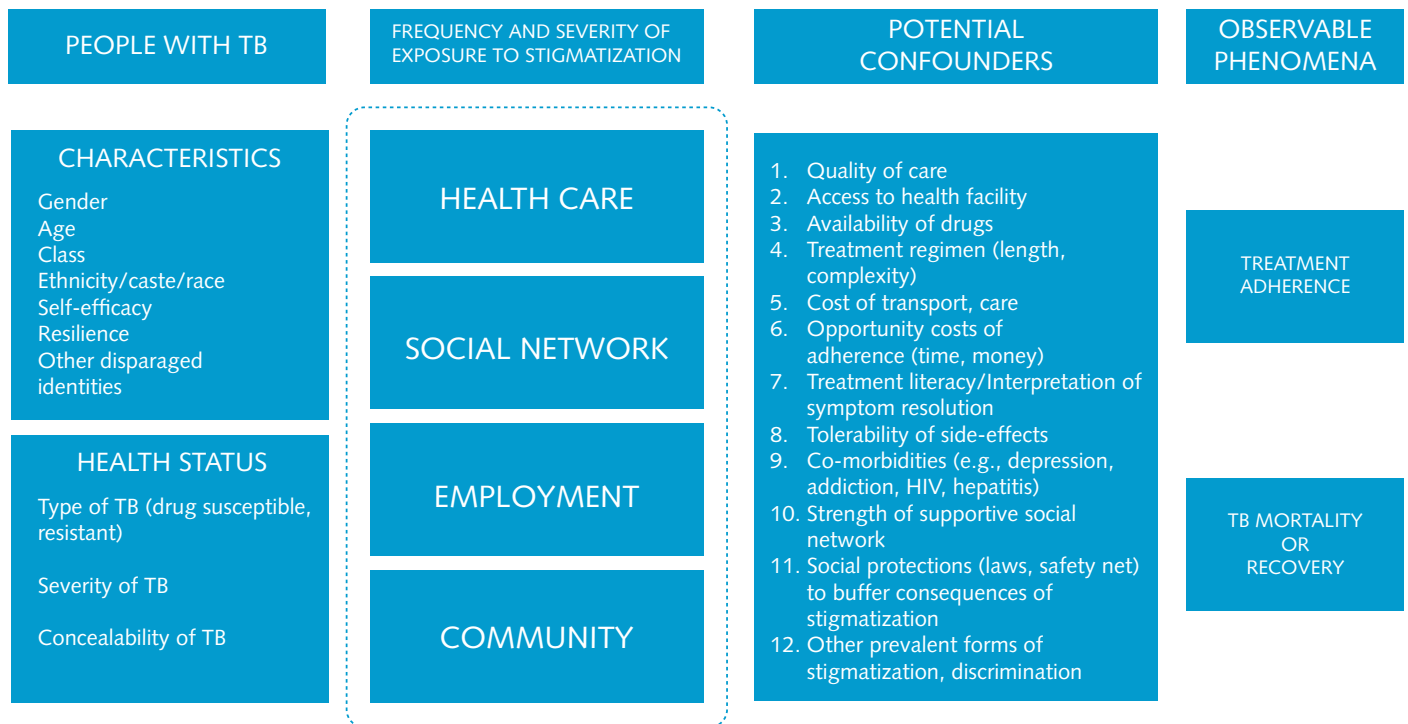 PEOPLE WITH TB
FREQUENCY AND SEVERITY OF
EXPOSURE TO STIGMATIZATION
POTENTIAL
CONFOUNDERS
OBSERVABLE
PHENOMENA
CHARACTERISTICS
Gender
Age
Class
Ethnicity/caste/race
Self-efficacy
Resilience
Other disparaged
identities
HEALTH STATUS
Type of TB (drug susceptible,
resistant)
Severity of TB
Concealability of TB
HEALTH CARE
SOCIAL NETWORK
EMPLOYMENT
COMMUNITY
1. Quality of care
2. Access to health facility
3. Availability of drugs
4. Treatment regimen (length,
complexity)
5. Cost of transport, care
6. Opportunity costs of
adherence (time, money)
7. Treatment literacy/Interpretation of
symptom resolution
8. Tolerability of side-effects
9. Co-morbidities (e.g., depression,
addiction, HIV, hepatitis)
10. Strength of supportive social
network
11. Social protections (laws, safety net)
to buffer consequences of
stigmatization
12. Other prevalent forms of
stigmatization, discrimination
TREATMENT
ADHERENCE
TB MORTALITY
OR
RECOVERY